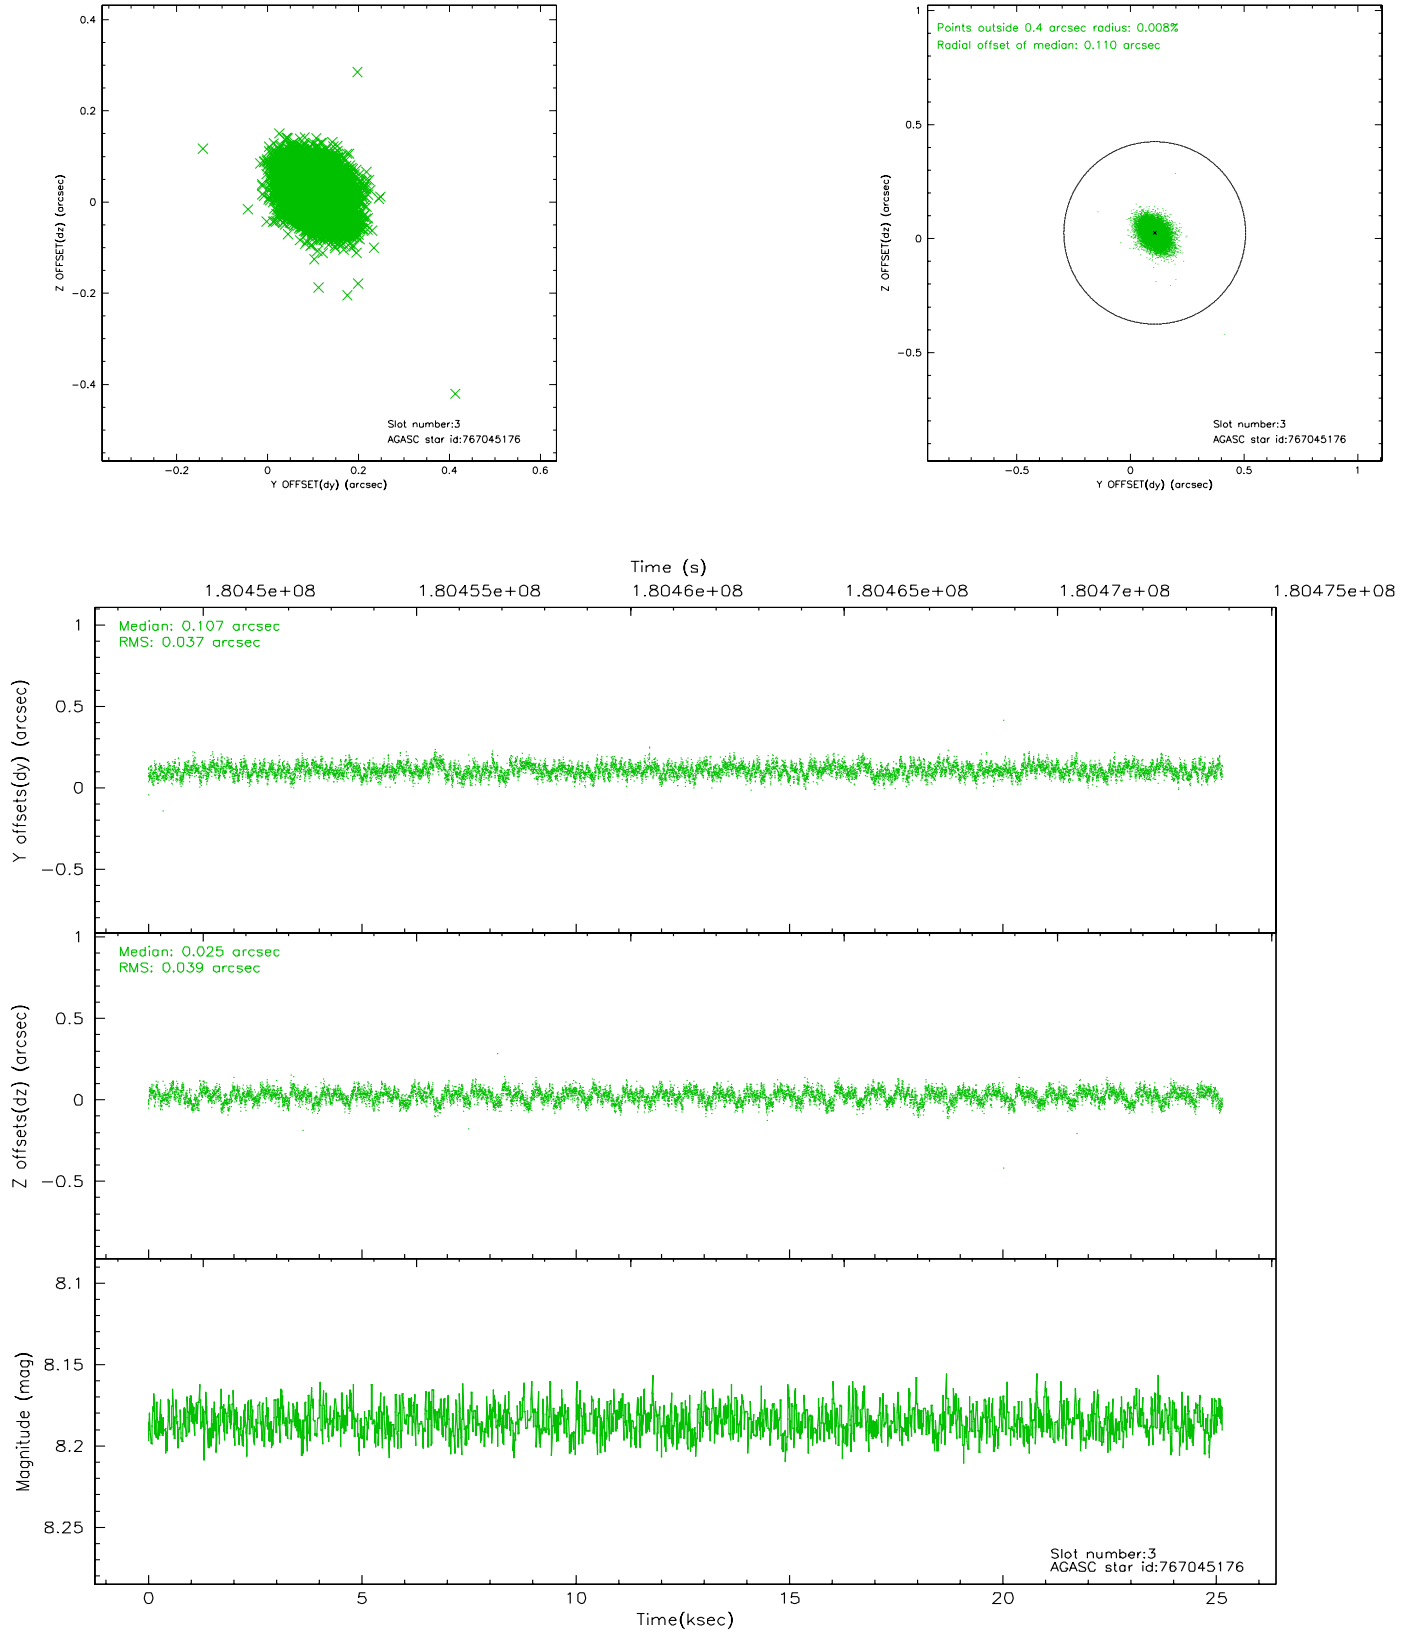 0.4
0.2
0
-0.2
-0.4
Z OFFSET(dz) (arcsec)
Slot number:3
AGASC star id:767045176
-0.2 0 0.2 0.4 0.6
Y OFFSET(dy) (arcsec)
Points outside 0.4 arcsec radius: 0.008%
Radial offset of median: 0.110 arcsec
1
0.5
0
-0.5
Z OFFSET(dz) (arcsec)
Slot number:3
AGASC star id:767045176
-0.5 0 0.5 1
Y OFFSET(dy) (arcsec)
Time (s)
1.8045e+08 1.80455e+08 1.8046e+08 1.80465e+08 1.8047e+08 1.80475e+08
Median: 0.107 arcsec
RMS: 0.037 arcsec
1
0.5
0
-0.5
Y offsets(dy) (arcsec)
Median: 0.025 arcsec
RMS: 0.039 arcsec
1
0.5
0
-0.5
Z offsets(dz) (arcsec)
8.1
8.15
8.2
8.25
Magnitude (mag)
Slot number:3
AGASC star id:767045176
0 5 10 15 20 25
Time(ksec)